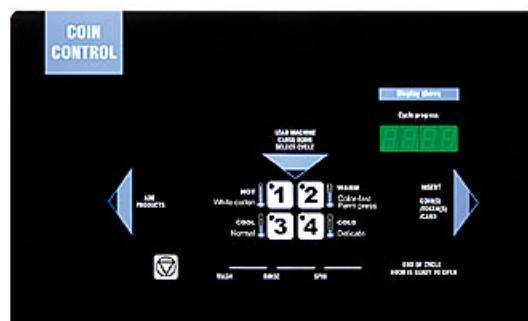 COIN
CONTROL
Display shows
Cycle progress
8888
LOAD MACHINE
CLOSE DOOR
SELECT CYCLE
ADD
PRODUCTS
HOT
White cotton
1
2
WARM
Color-fast
Perm press
COOL
Normal
3
4
COLD
Delicate
INSERT
COIN(S)
/TOKEN(S)
/CARD
WASH
RINSE
SPIN
END OF CYCLE
DOOR IS READY TO OPEN